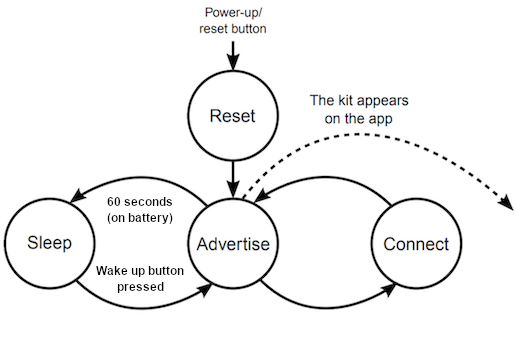 Power-up/
reset button
Reset
The kit appears
on the app
60 seconds
(on battery)
Sleep
Advertise
Connect
Wake up button
pressed